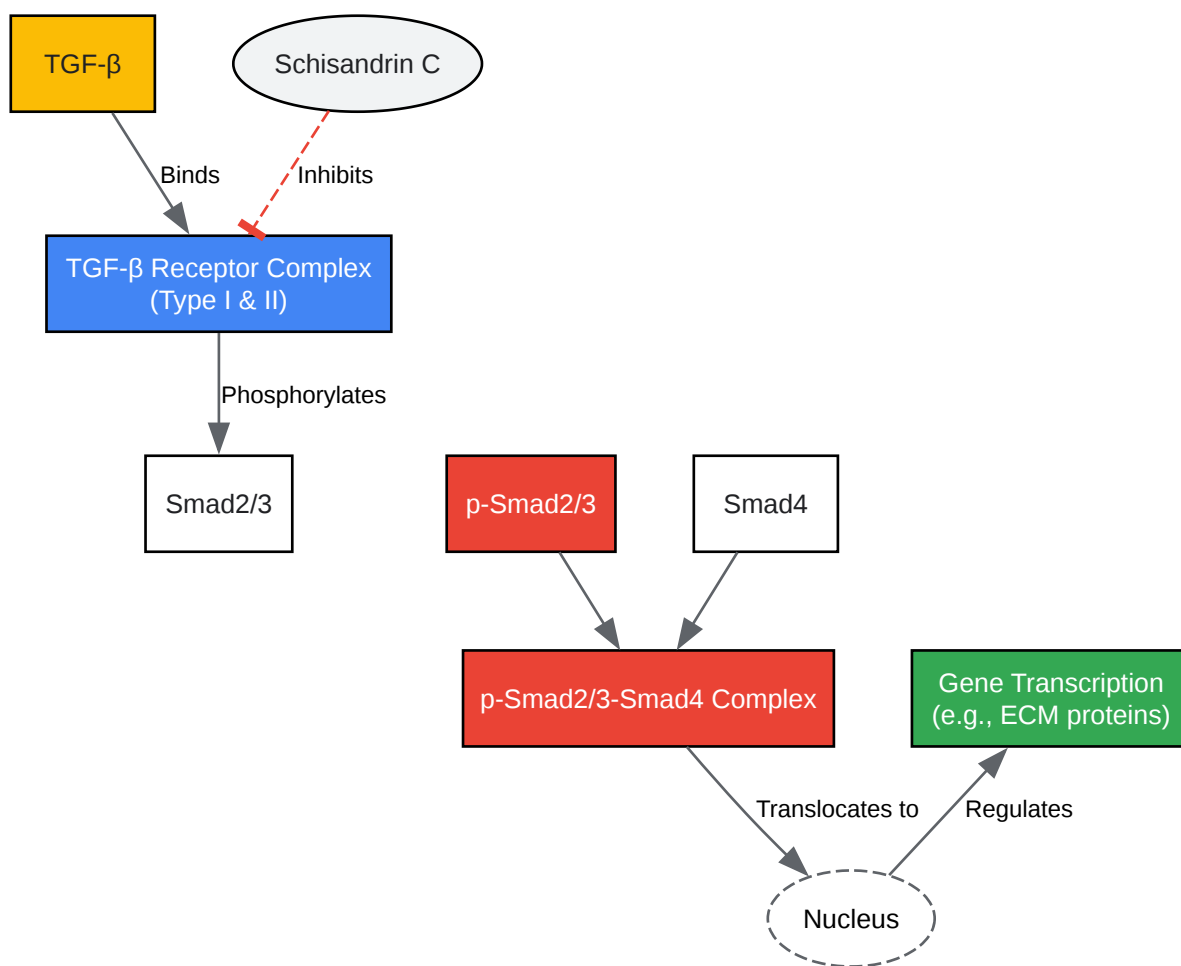 TGF-β
Schisandrin C
Binds
Inhibits
TGF-β Receptor Complex
(Type I & II)
Phosphorylates
Smad2/3
p-Smad2/3
Smad4
p-Smad2/3-Smad4 Complex
Gene Transcription
(e.g., ECM proteins)
Translocates to
Regulates
Nucleus